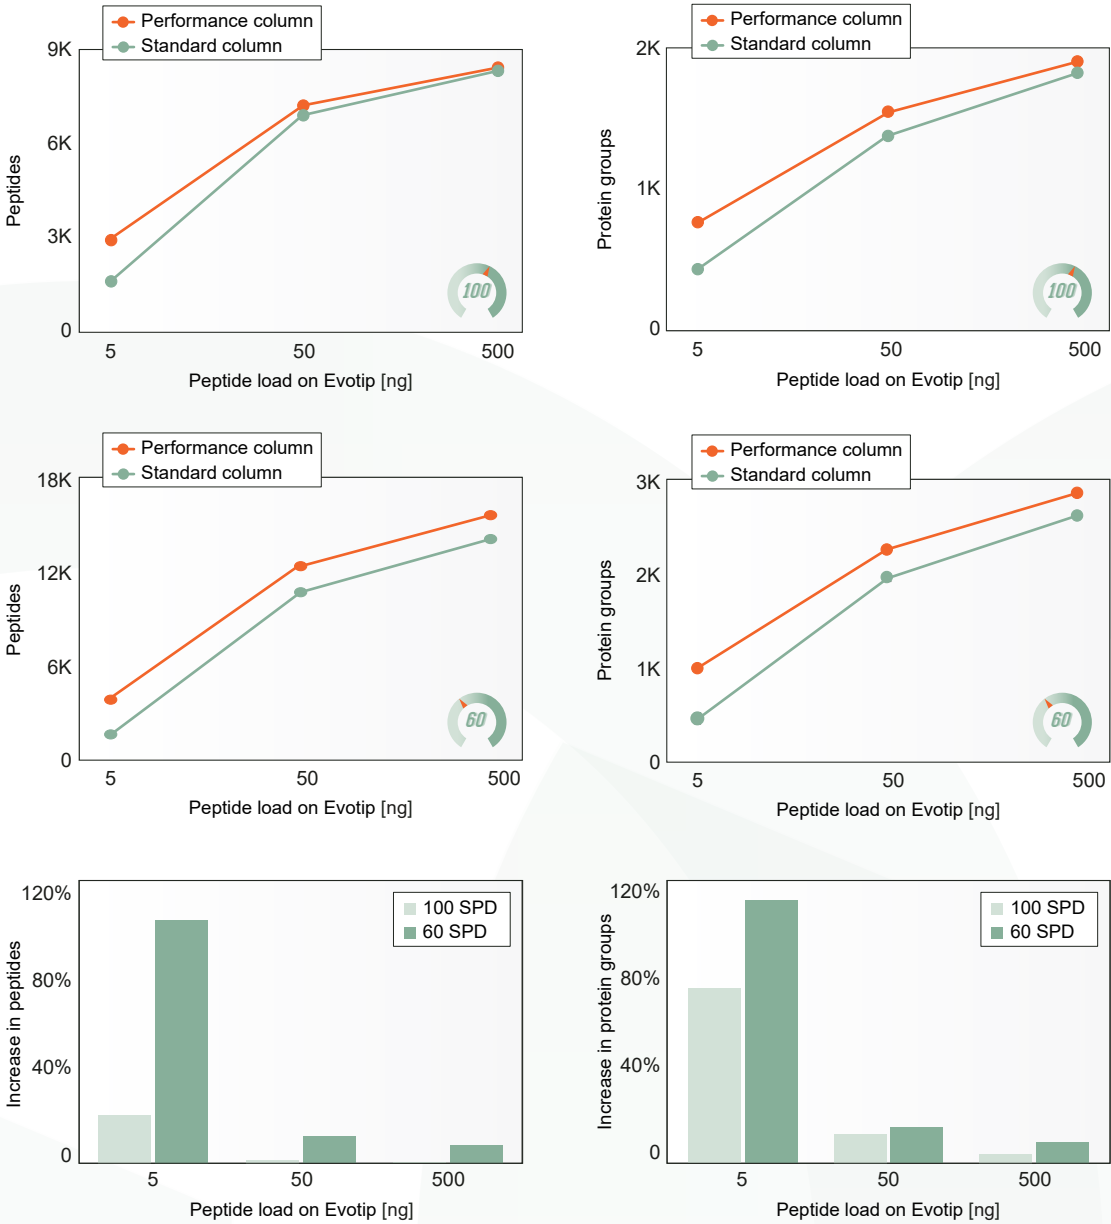 Performance column
Standard column
9K
6K
3K
0
Peptides
5
50
500
Peptide load on Evotip [ng]
100
Performance column
Standard column
2K
1K
0
Protein groups
5
50
500
Peptide load on Evotip [ng]
100
Performance column
Standard column
18K
12K
6K
0
Peptides
5
50
500
Peptide load on Evotip [ng]
60
Performance column
Standard column
3K
2K
1K
0
Protein groups
5
50
500
Peptide load on Evotip [ng]
60
120%
80%
40%
0
Increase in peptides
100 SPD
60 SPD
5
50
500
Peptide load on Evotip [ng]
120%
80%
40%
0
Increase in protein groups
100 SPD
60 SPD
5
50
500
Peptide load on Evotip [ng]